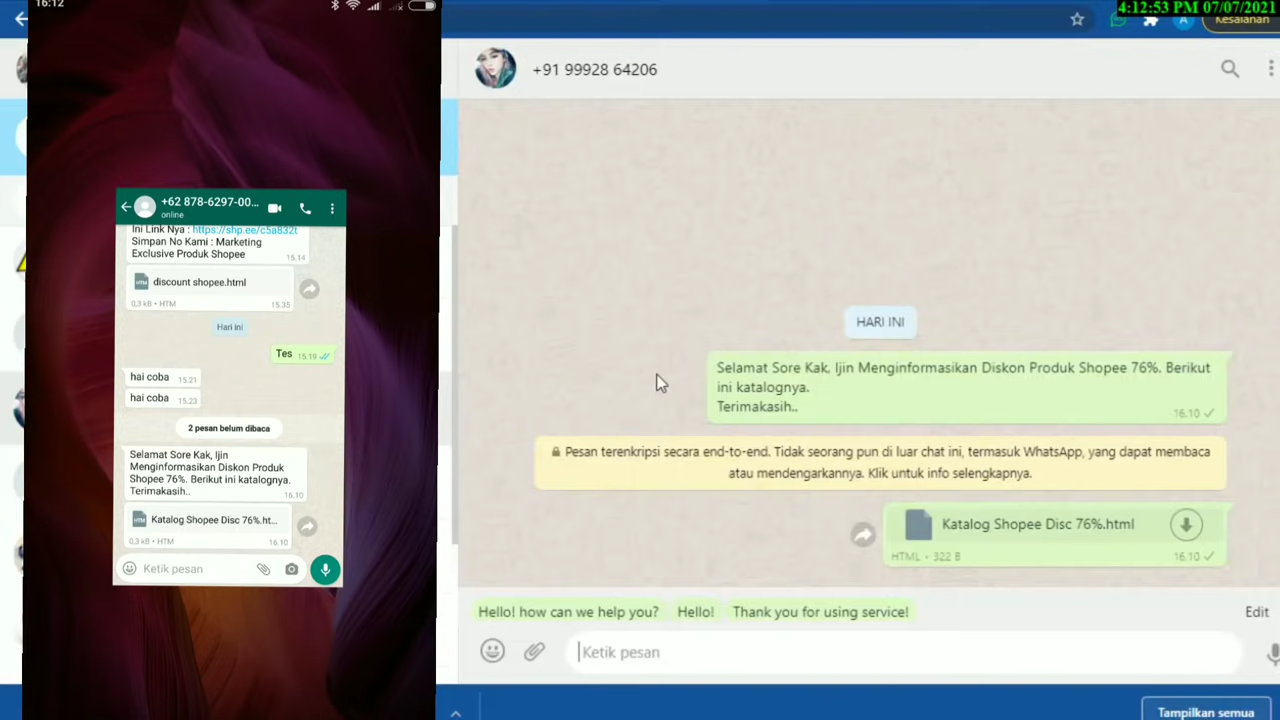 16:12
4:12:53 PM 07/07/2021
Kesalahan
+91 99928 64206
+62 878-6297-00...
online
Ini Link Nya : https://shp.ee/c5a832t
Simpan No Kami : Marketing
Exclusive Produk Shopee
15.14
discount shopee.html
0,3 kB • HTM
15.35
Hari ini
Tes 15.19
hai coba 15.21
hai coba 15.23
2 pesan belum dibaca
Selamat Sore Kak, Ijin
Menginformasikan Diskon Produk
Shopee 76%. Berikut ini katalognya.
Terimakasih..
16.10
Katalog Shopee Disc 76%.ht...
0,3 kB • HTM
16.10
Ketik pesan
HARI INI
Selamat Sore Kak, Ijin Menginformasikan Diskon Produk Shopee 76%. Berikut
ini katalognya.
Terimakasih..
16.10
Pesan terenkripsi secara end-to-end. Tidak seorang pun di luar chat ini, termasuk WhatsApp, yang dapat membaca
atau mendengarkannya. Klik untuk info selengkapnya.
Katalog Shopee Disc 76%.html
HTML • 322 B
16.10
Hello! how can we help you?
Hello!
Thank you for using service!
Edit
Ketik pesan
Tampilkan semua